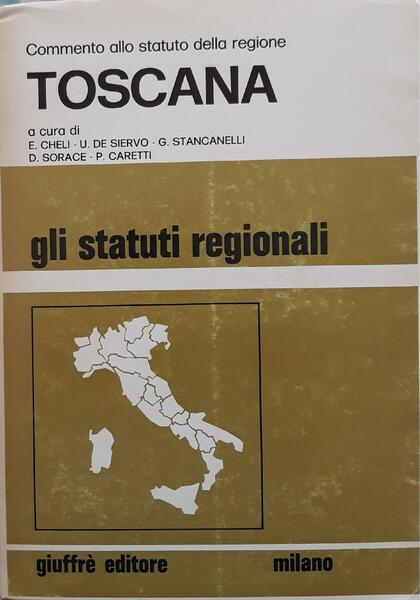 Commento allo statuto della regione
TOSCANA
a cura di
E. CHELI · U. DE SIERVO · G. STANCANELLI
D. SORACE · P. CARETTI
gli statuti regionali
giuffrè editore milano